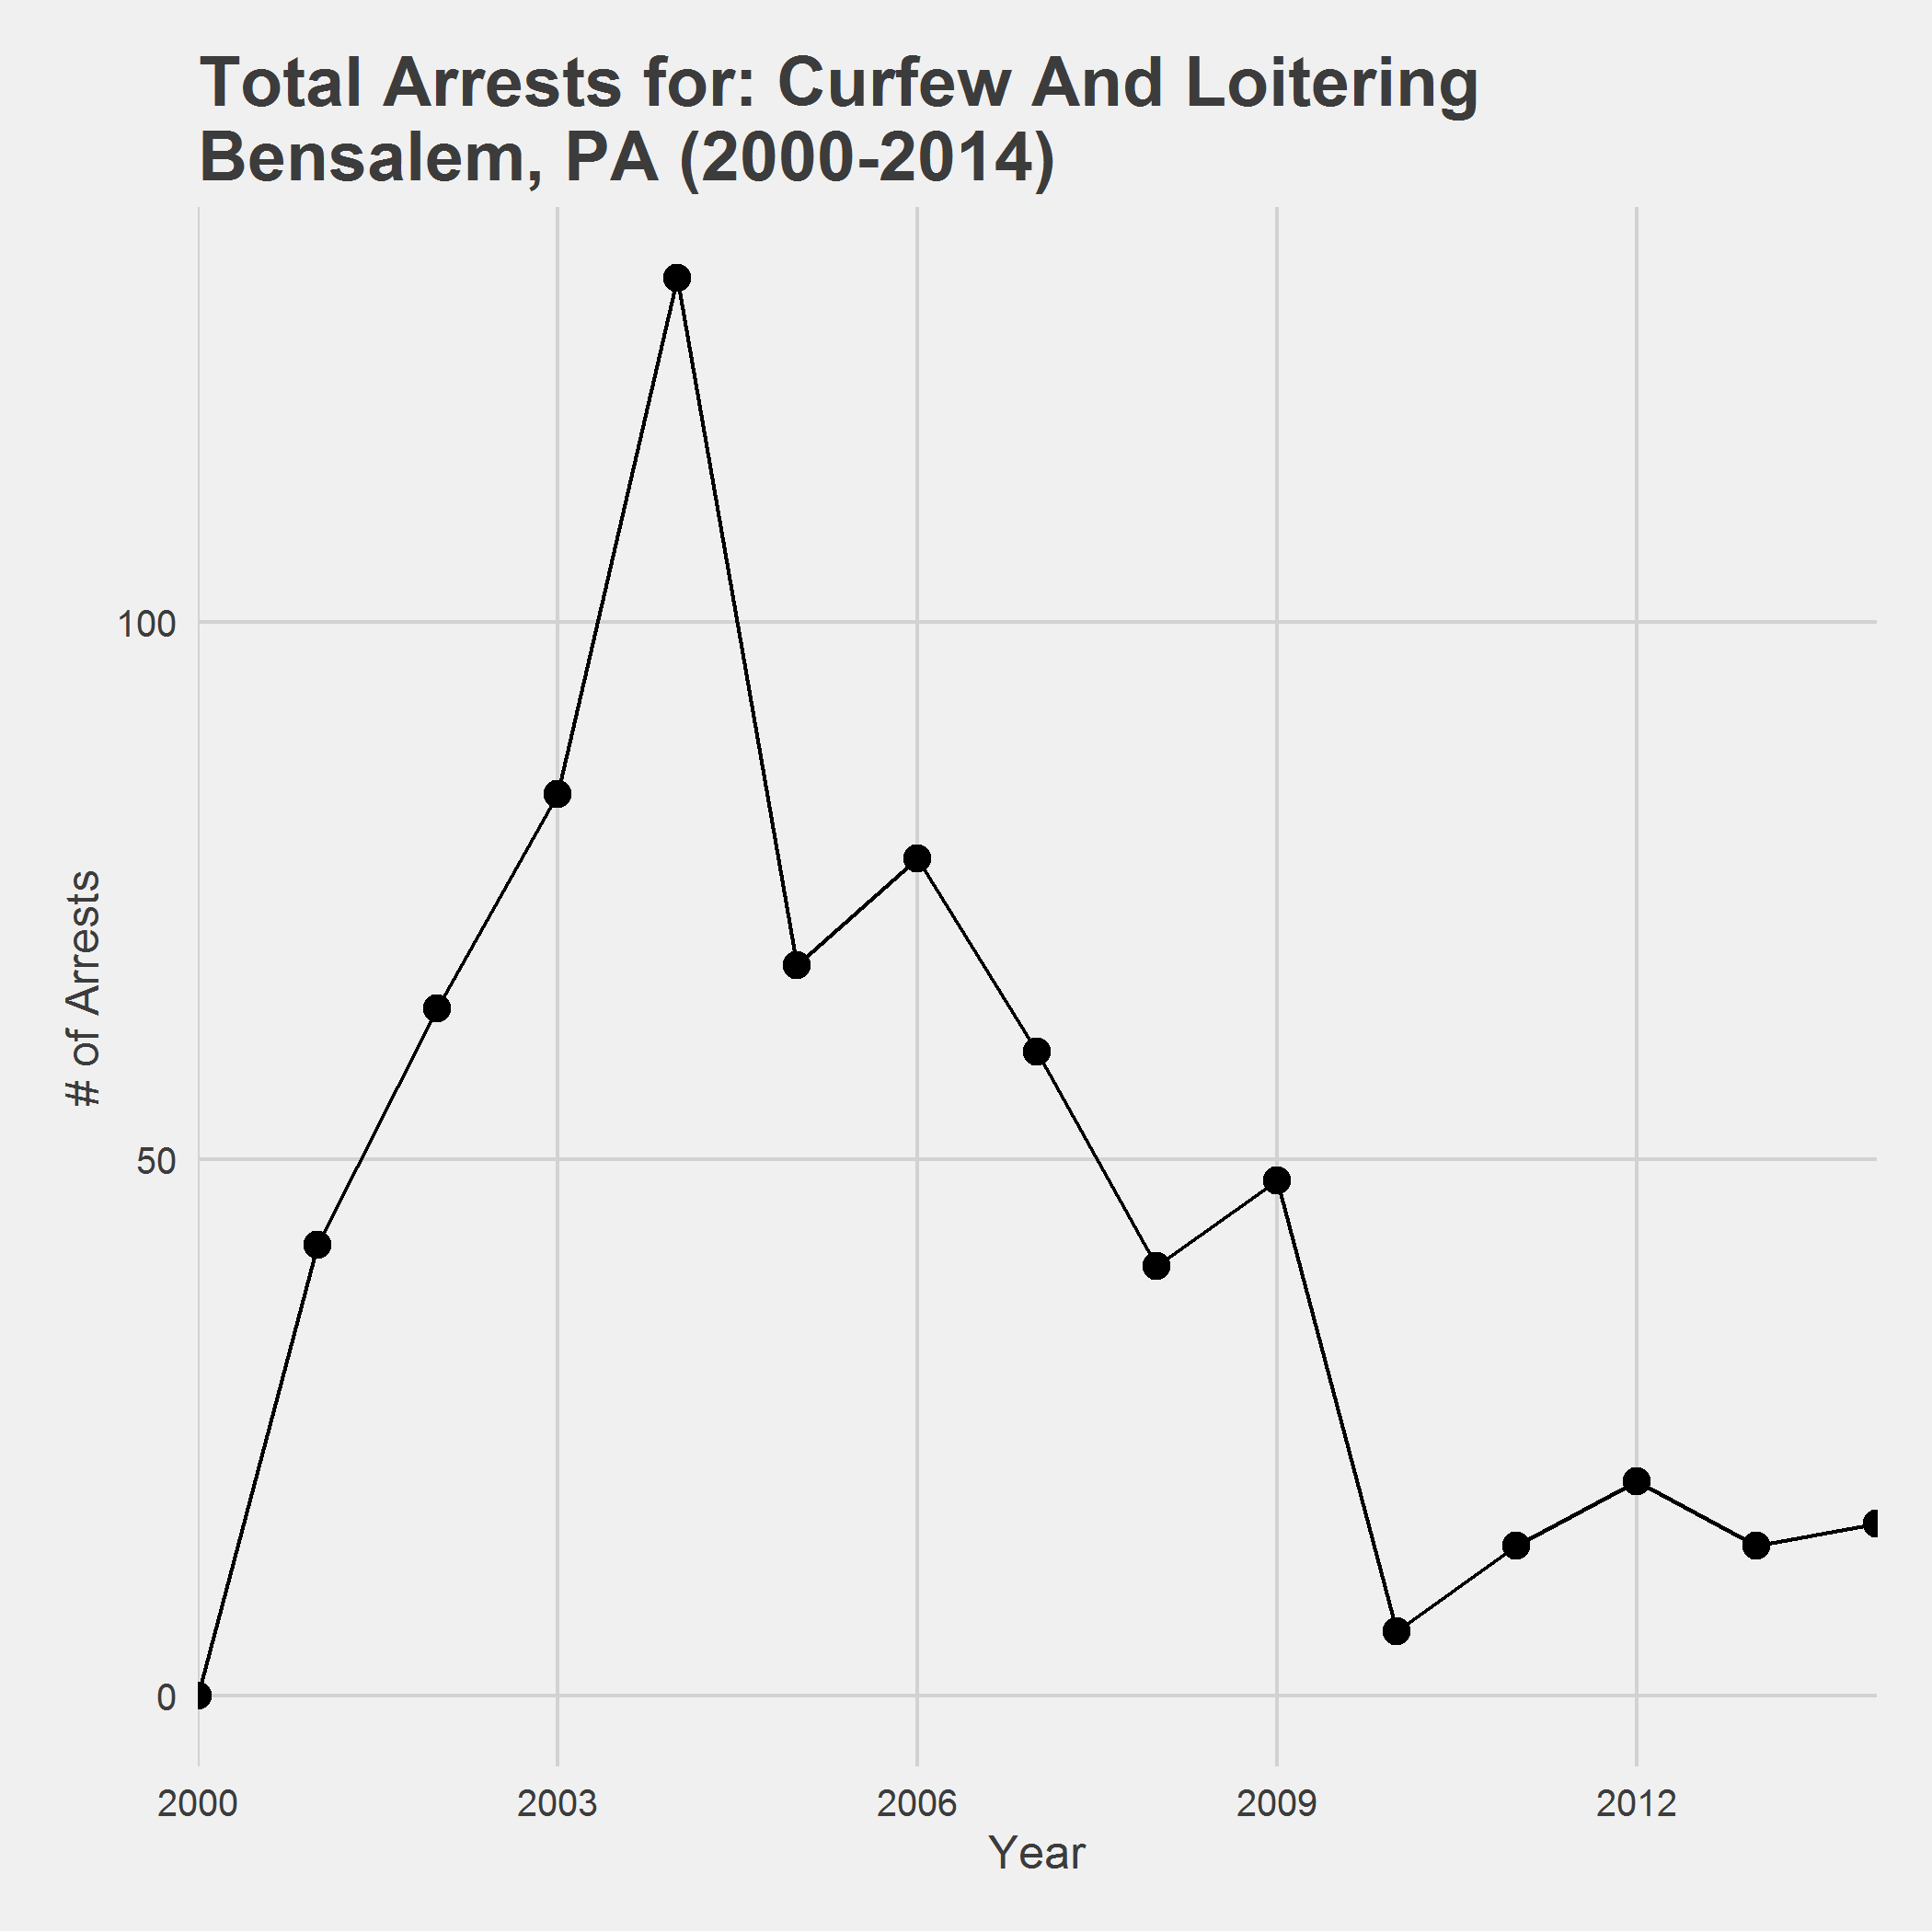 Total Arrests for: Curfew And Loitering
Bensalem, PA (2000-2014)
100
50
0
# of Arrests
2000
2003
2006
2009
2012
Year